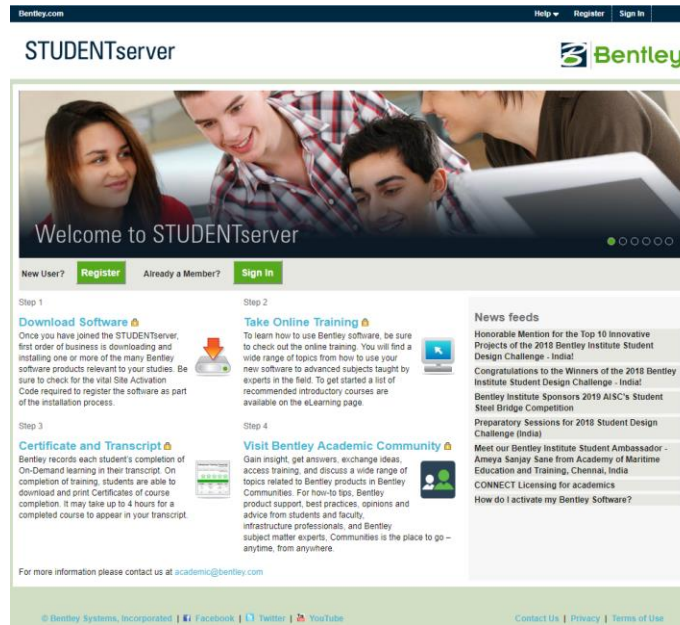 Bentley.com
Help Register Sign In
STUDENTserver
Bentley
Welcome to STUDENTserver
New User? Register Already a Member? Sign In
Step 1
Download Software
Once you have joined the STUDENTserver,
first order of business is downloading and
installing one or more of the many Bentley
software products relevant to your studies. Be
sure to check for the vital Site Activation
Code required to register the software as part
of the installation process.
Step 2
Take Online Training
To learn how to use Bentley software, be sure
to check out the online training. You will find a
wide range of topics from how to use your
new software to advanced subjects taught by
experts in the field. To get started a list of
recommended introductory courses are
available on the eLearning page.
Step 3
Certificate and Transcript
Bentley records each student's completion of
On-Demand learning in their transcript. On
completion of training, students are able to
download and print Certificates of course
completion. It may take up to 4 hours for a
completed course to appear in your transcript.
Step 4
Visit Bentley Academic Community
Gain insight, get answers, exchange ideas,
access training, and discuss a wide range of
topics related to Bentley products in Bentley
Communities. For how-to tips, Bentley
product support, best practices, opinions and
advice from students and faculty,
infrastructure professionals, and Bentley
subject matter experts, Communities is the place to go –
anytime, from anywhere.
News feeds
Honorable Mention for the Top 10 Innovative
Projects of the 2018 Bentley Institute Student
Design Challenge - India!
Congratulations to the Winners of the 2018 Bentley
Institute Student Design Challenge - India!
Bentley Institute Sponsors 2019 AISC's Student
Steel Bridge Competition
Preparatory Sessions for 2018 Student Design
Challenge (India)
Meet our Bentley Institute Student Ambassador -
Ameya Sanjay Sane from Academy of Maritime
Education and Training, Chennai, India
CONNECT Licensing for academics
How do I activate my Bentley Software?
For more information please contact us at academic@bentley.com
© Bentley Systems, Incorporated | Facebook | Twitter | YouTube
Contact Us | Privacy | Terms of Use